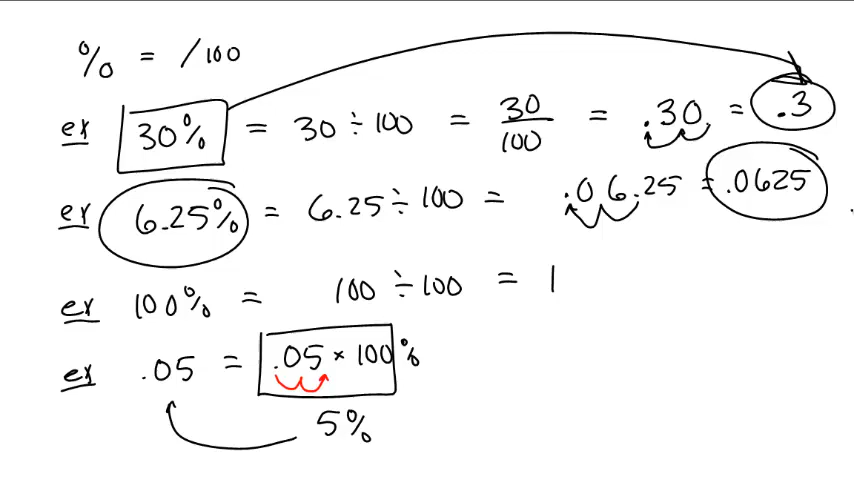 % = /100
ex 30% = 30 ÷ 100 = 30/100 = .30 = .3
ex 6.25% = 6.25 ÷ 100 = .06.25 = .0625
ex 100% = 100 ÷ 100 = 1
ex .05 = .05 × 100%
5%